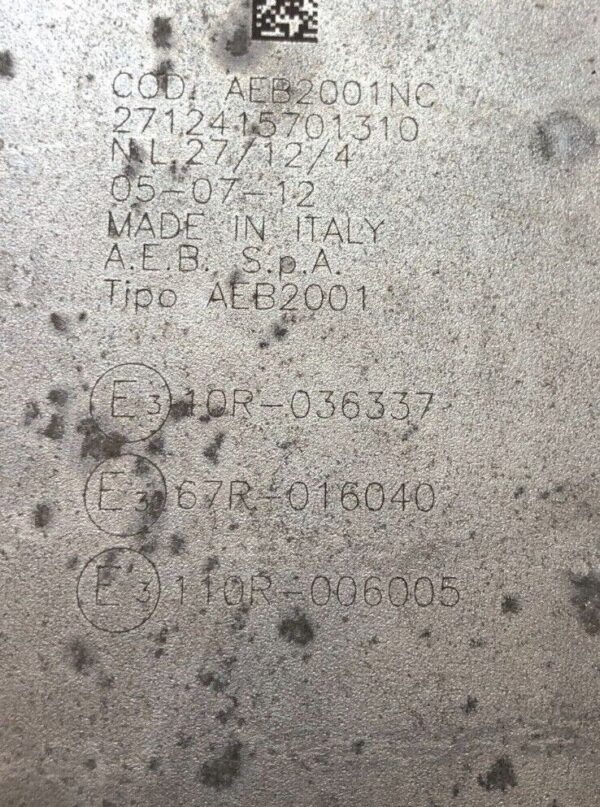 COD. AEB2001NC
2712415701310
N.L.27/12/4
05-07-12
MADE IN ITALY
A.E.B. S.p.A.
Tipo AEB2001
E3 10R-036337
E3 67R-016040
E3 110R-006005